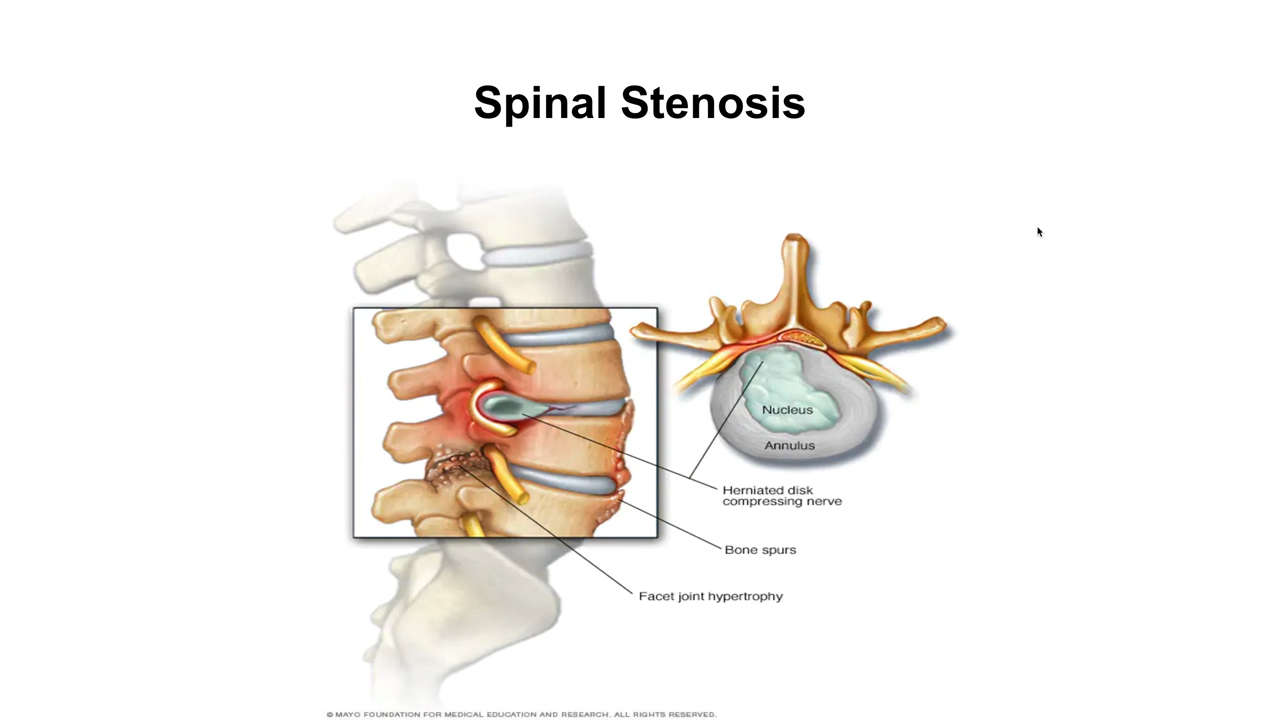 Spinal Stenosis
Nucleus
Annulus
Herniated disk
compressing nerve
Bone spurs
Facet joint hypertrophy
© MAYO FOUNDATION FOR MEDICAL EDUCATION AND RESEARCH. ALL RIGHTS RESERVED.